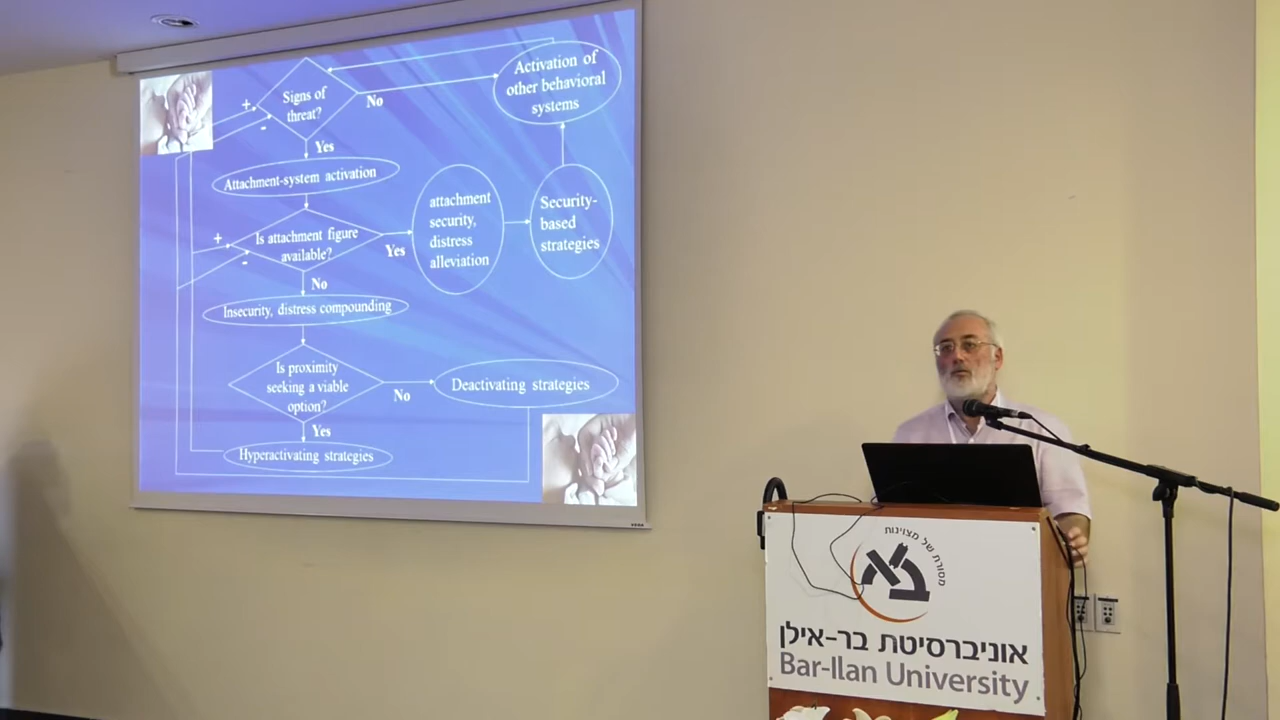 Signs of
threat?
+
-
No
Activation of
other behavioral
systems
Yes
Attachment-system activation
Is attachment figure
available?
+
-
Yes
attachment
security,
distress
alleviation
Security-
based
strategies
No
Insecurity, distress compounding
Is proximity
seeking a viable
option?
No
Deactivating strategies
Yes
Hyperactivating strategies
מסורת של מצוינות
בר-אילן
אוניברסיטת בר-אילן
Bar-Ilan University